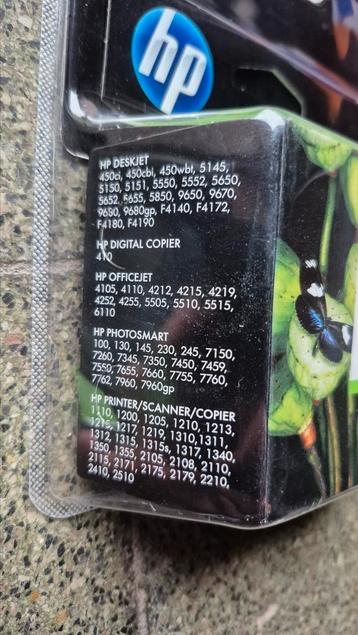 hp
HP DESKJET
450ci, 450cbi, 450wbt, 5145,
5150, 5151, 5550, 5552, 5650,
5652, 5655, 5850, 9650, 9670,
9680, 9680gp, F4140, F4172,
F4180, F4190
HP DIGITAL COPIER
410
HP OFFICEJET
4105, 4110, 4212, 4215, 4219,
4252, 4255, 5505, 5510, 5515,
6110
HP PHOTOSMART
100, 130, 145, 230, 245, 7150,
7260, 7345, 7350, 7450, 7459,
7550, 7655, 7660, 7755, 7760,
7762, 7960, 7960gp
HP PRINTER/SCANNER/COPIER
1110, 1200, 1205, 1210, 1213,
1215, 1217, 1219, 1310, 1311,
1312, 1315, 1315s, 1317, 1340,
1350, 1355, 2105, 2108, 2110,
2115, 2171, 2175, 2179, 2210,
2410, 2510